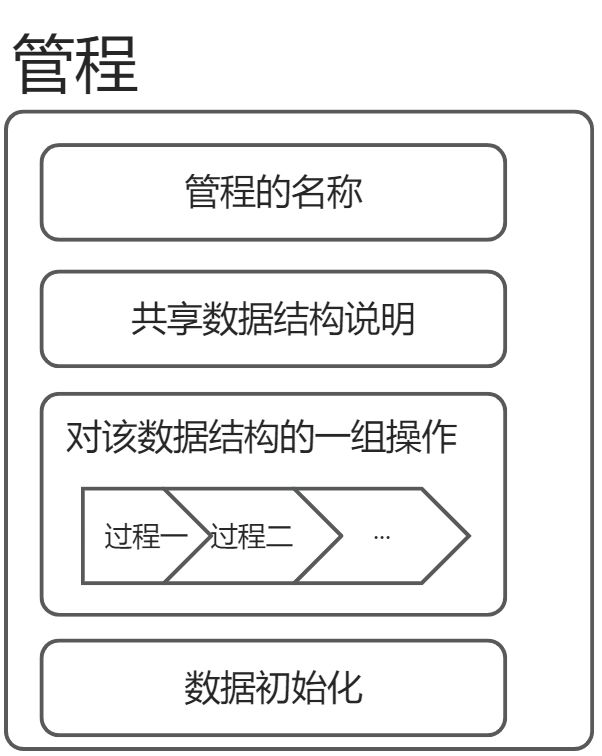 管程
管程的名称
共享数据结构说明
对该数据结构的一组操作
过程一 过程二 ...
数据初始化